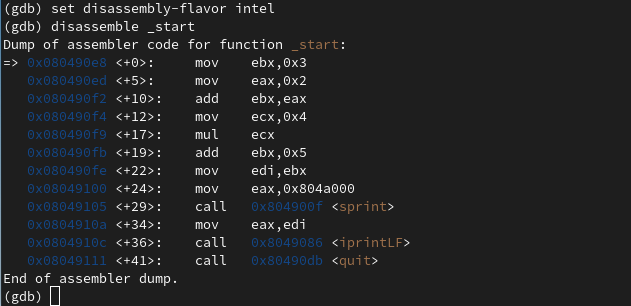 (gdb) set disassembly-flavor intel
(gdb) disassemble _start
Dump of assembler code for function _start:
=> 0x080490e8 <+0>:     mov    ebx,0x3
   0x080490ed <+5>:     mov    eax,0x2
   0x080490f2 <+10>:    add    ebx,eax
   0x080490f4 <+12>:    mov    ecx,0x4
   0x080490f9 <+17>:    mul    ecx
   0x080490fb <+19>:    add    ebx,0x5
   0x080490fe <+22>:    mov    edi,ebx
   0x08049100 <+24>:    mov    eax,0x804a000
   0x08049105 <+29>:    call   0x804900f <sprint>
   0x0804910a <+34>:    mov    eax,edi
   0x0804910c <+36>:    call   0x8049086 <iprintLF>
   0x08049111 <+41>:    call   0x80490db <quit>
End of assembler dump.
(gdb)